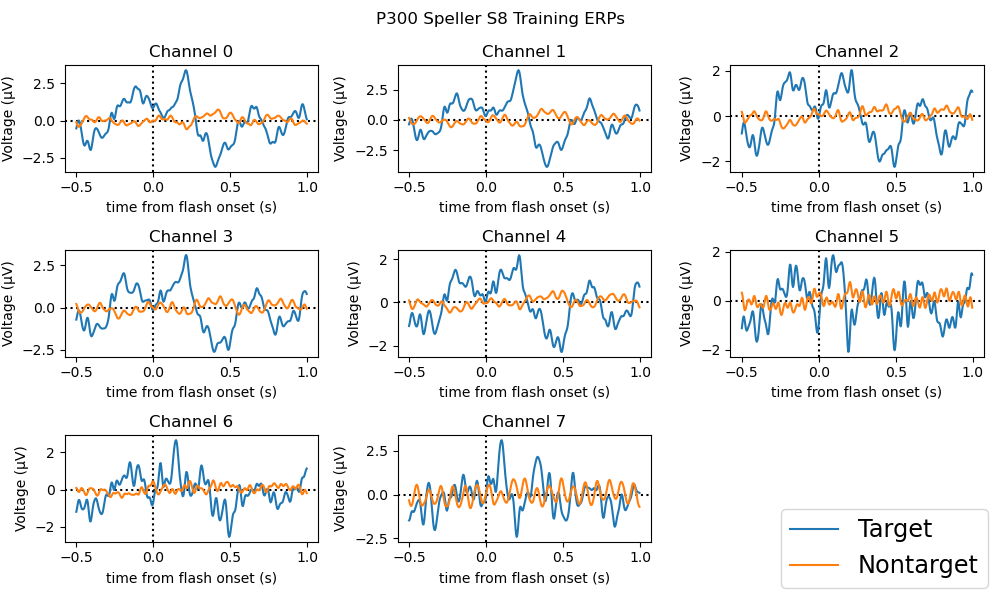 P300 Speller S8 Training ERPs
Channel 0
Channel 1
Channel 2
Voltage (µV)
2.5
0.0
−2.5
−0.5 0.0 0.5 1.0
time from flash onset (s)
Voltage (µV)
2.5
0.0
−2.5
−0.5 0.0 0.5 1.0
time from flash onset (s)
Voltage (µV)
2
0
−2
−0.5 0.0 0.5 1.0
time from flash onset (s)
Channel 3
Channel 4
Channel 5
Voltage (µV)
2.5
0.0
−2.5
−0.5 0.0 0.5 1.0
time from flash onset (s)
Voltage (µV)
2
0
−2
−0.5 0.0 0.5 1.0
time from flash onset (s)
Voltage (µV)
2
0
−2
−0.5 0.0 0.5 1.0
time from flash onset (s)
Channel 6
Channel 7
Voltage (µV)
2
0
−2
−0.5 0.0 0.5 1.0
time from flash onset (s)
Voltage (µV)
2.5
0.0
−2.5
−0.5 0.0 0.5 1.0
time from flash onset (s)
Target
Nontarget